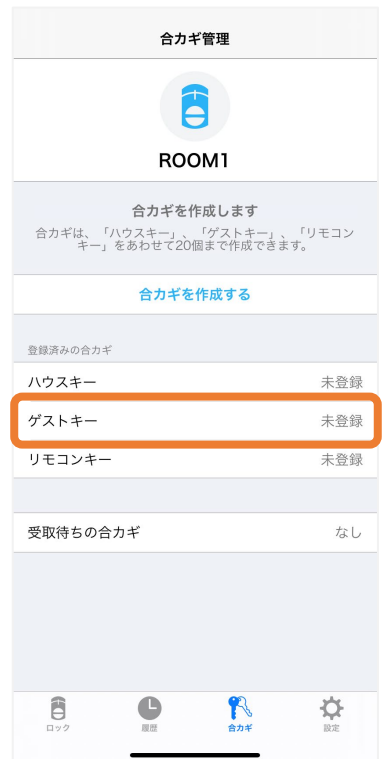 合カギ管理
ROOM1
合カギを作成します
合カギは、「ハウスキー」、「ゲストキー」、「リモコン
キー」をあわせて20個まで作成できます。
合カギを作成する
登録済みの合カギ
ハウスキー 未登録
ゲストキー 未登録
リモコンキー 未登録
受取待ちの合カギ なし
ロック 履歴 合カギ 設定